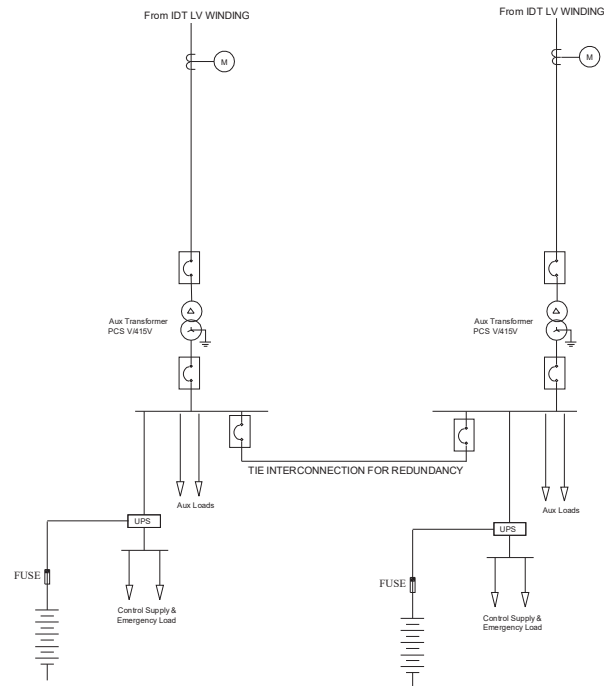 From IDT LV WINDING
From IDT LV WINDING
M
M
Aux Transformer
PCS V/415V
Aux Transformer
PCS V/415V
TIE INTERCONNECTION FOR REDUNDANCY
Aux Loads
Aux Loads
UPS
UPS
FUSE
FUSE
Control Supply &
Emergency Load
Control Supply &
Emergency Load